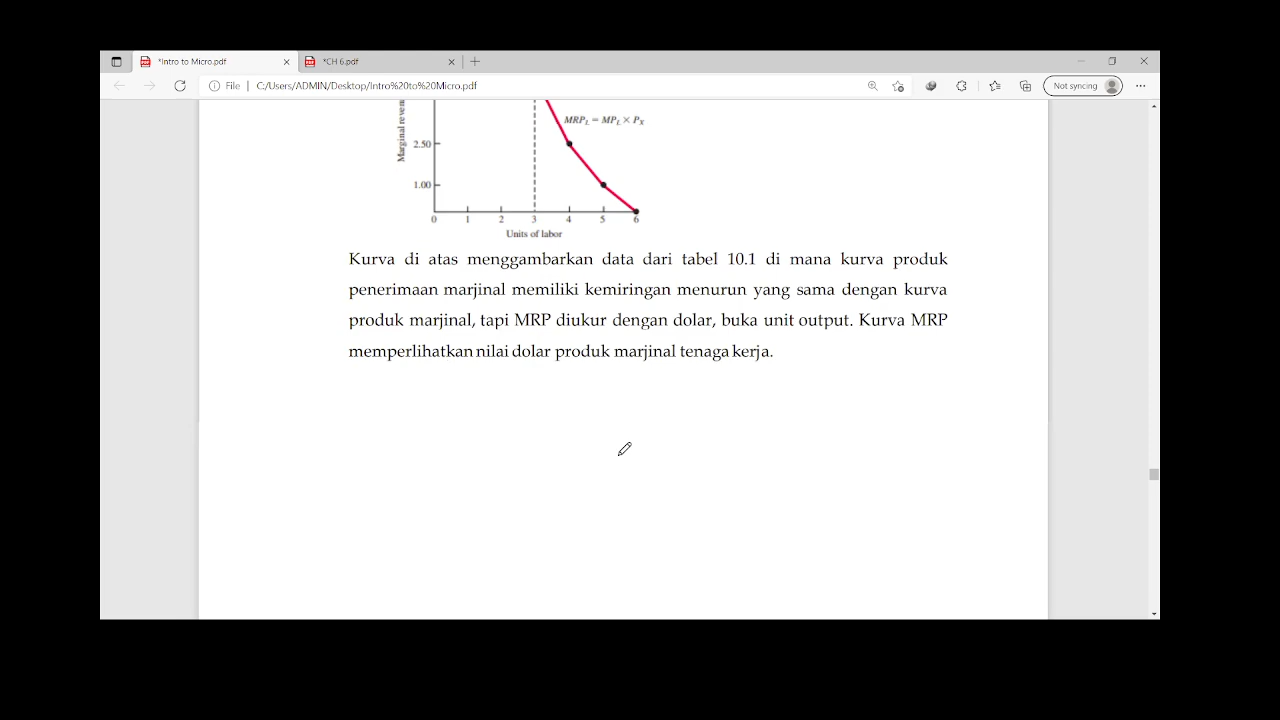 *Intro to Micro.pdf
*CH 6.pdf
File
C:/Users/ADMIN/Desktop/Intro%20to%20Micro.pdf
Not syncing
Marginal
MRPL = MPL × PX
2.50
1.00
0 1 2 3 4 5 6
Units of labor
Kurva di atas menggambarkan data dari tabel 10.1 di mana kurva produk
penerimaan marjinal memiliki kemiringan menurun yang sama dengan kurva
produk marjinal, tapi MRP diukur dengan dolar, buka unit output. Kurva MRP
memperlihatkan nilai dolar produk marjinal tenaga kerja.